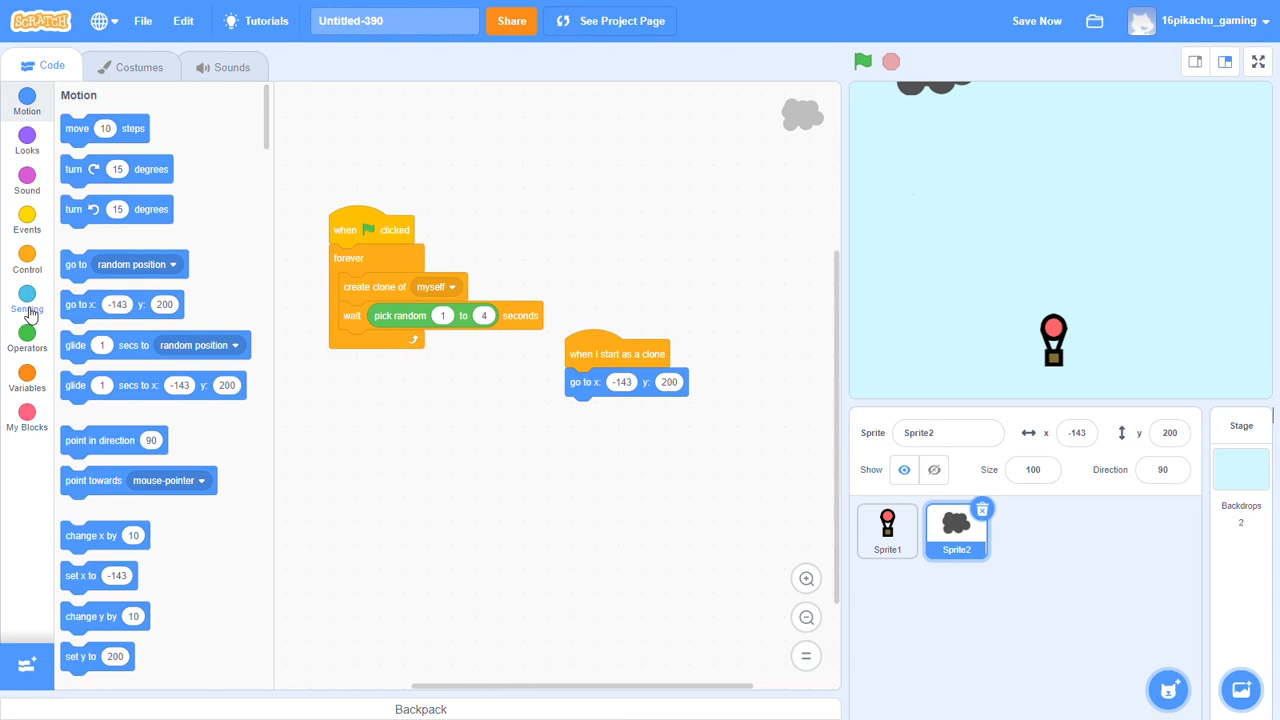 SCRATCH File Edit Tutorials Untitled-390 Share See Project Page Save Now 16pikachu_gaming
Code Costumes Sounds
Motion
Looks
Sound
Events
Control
Sensing
Operators
Variables
My Blocks
Motion
move 10 steps
turn 15 degrees
turn 15 degrees
go to random position
go to x: -143 y: 200
glide 1 secs to random position
glide 1 secs to x: -143 y: 200
point in direction 90
point towards mouse-pointer
change x by 10
set x to -143
change y by 10
set y to 200
when clicked
forever
create clone of myself
wait pick random 1 to 4 seconds
when I start as a clone
go to x: -143 y: 200
Backpack
Sprite Sprite2 x -143 y 200
Show Size 100 Direction 90
Sprite1 Sprite2
Stage
Backdrops
2